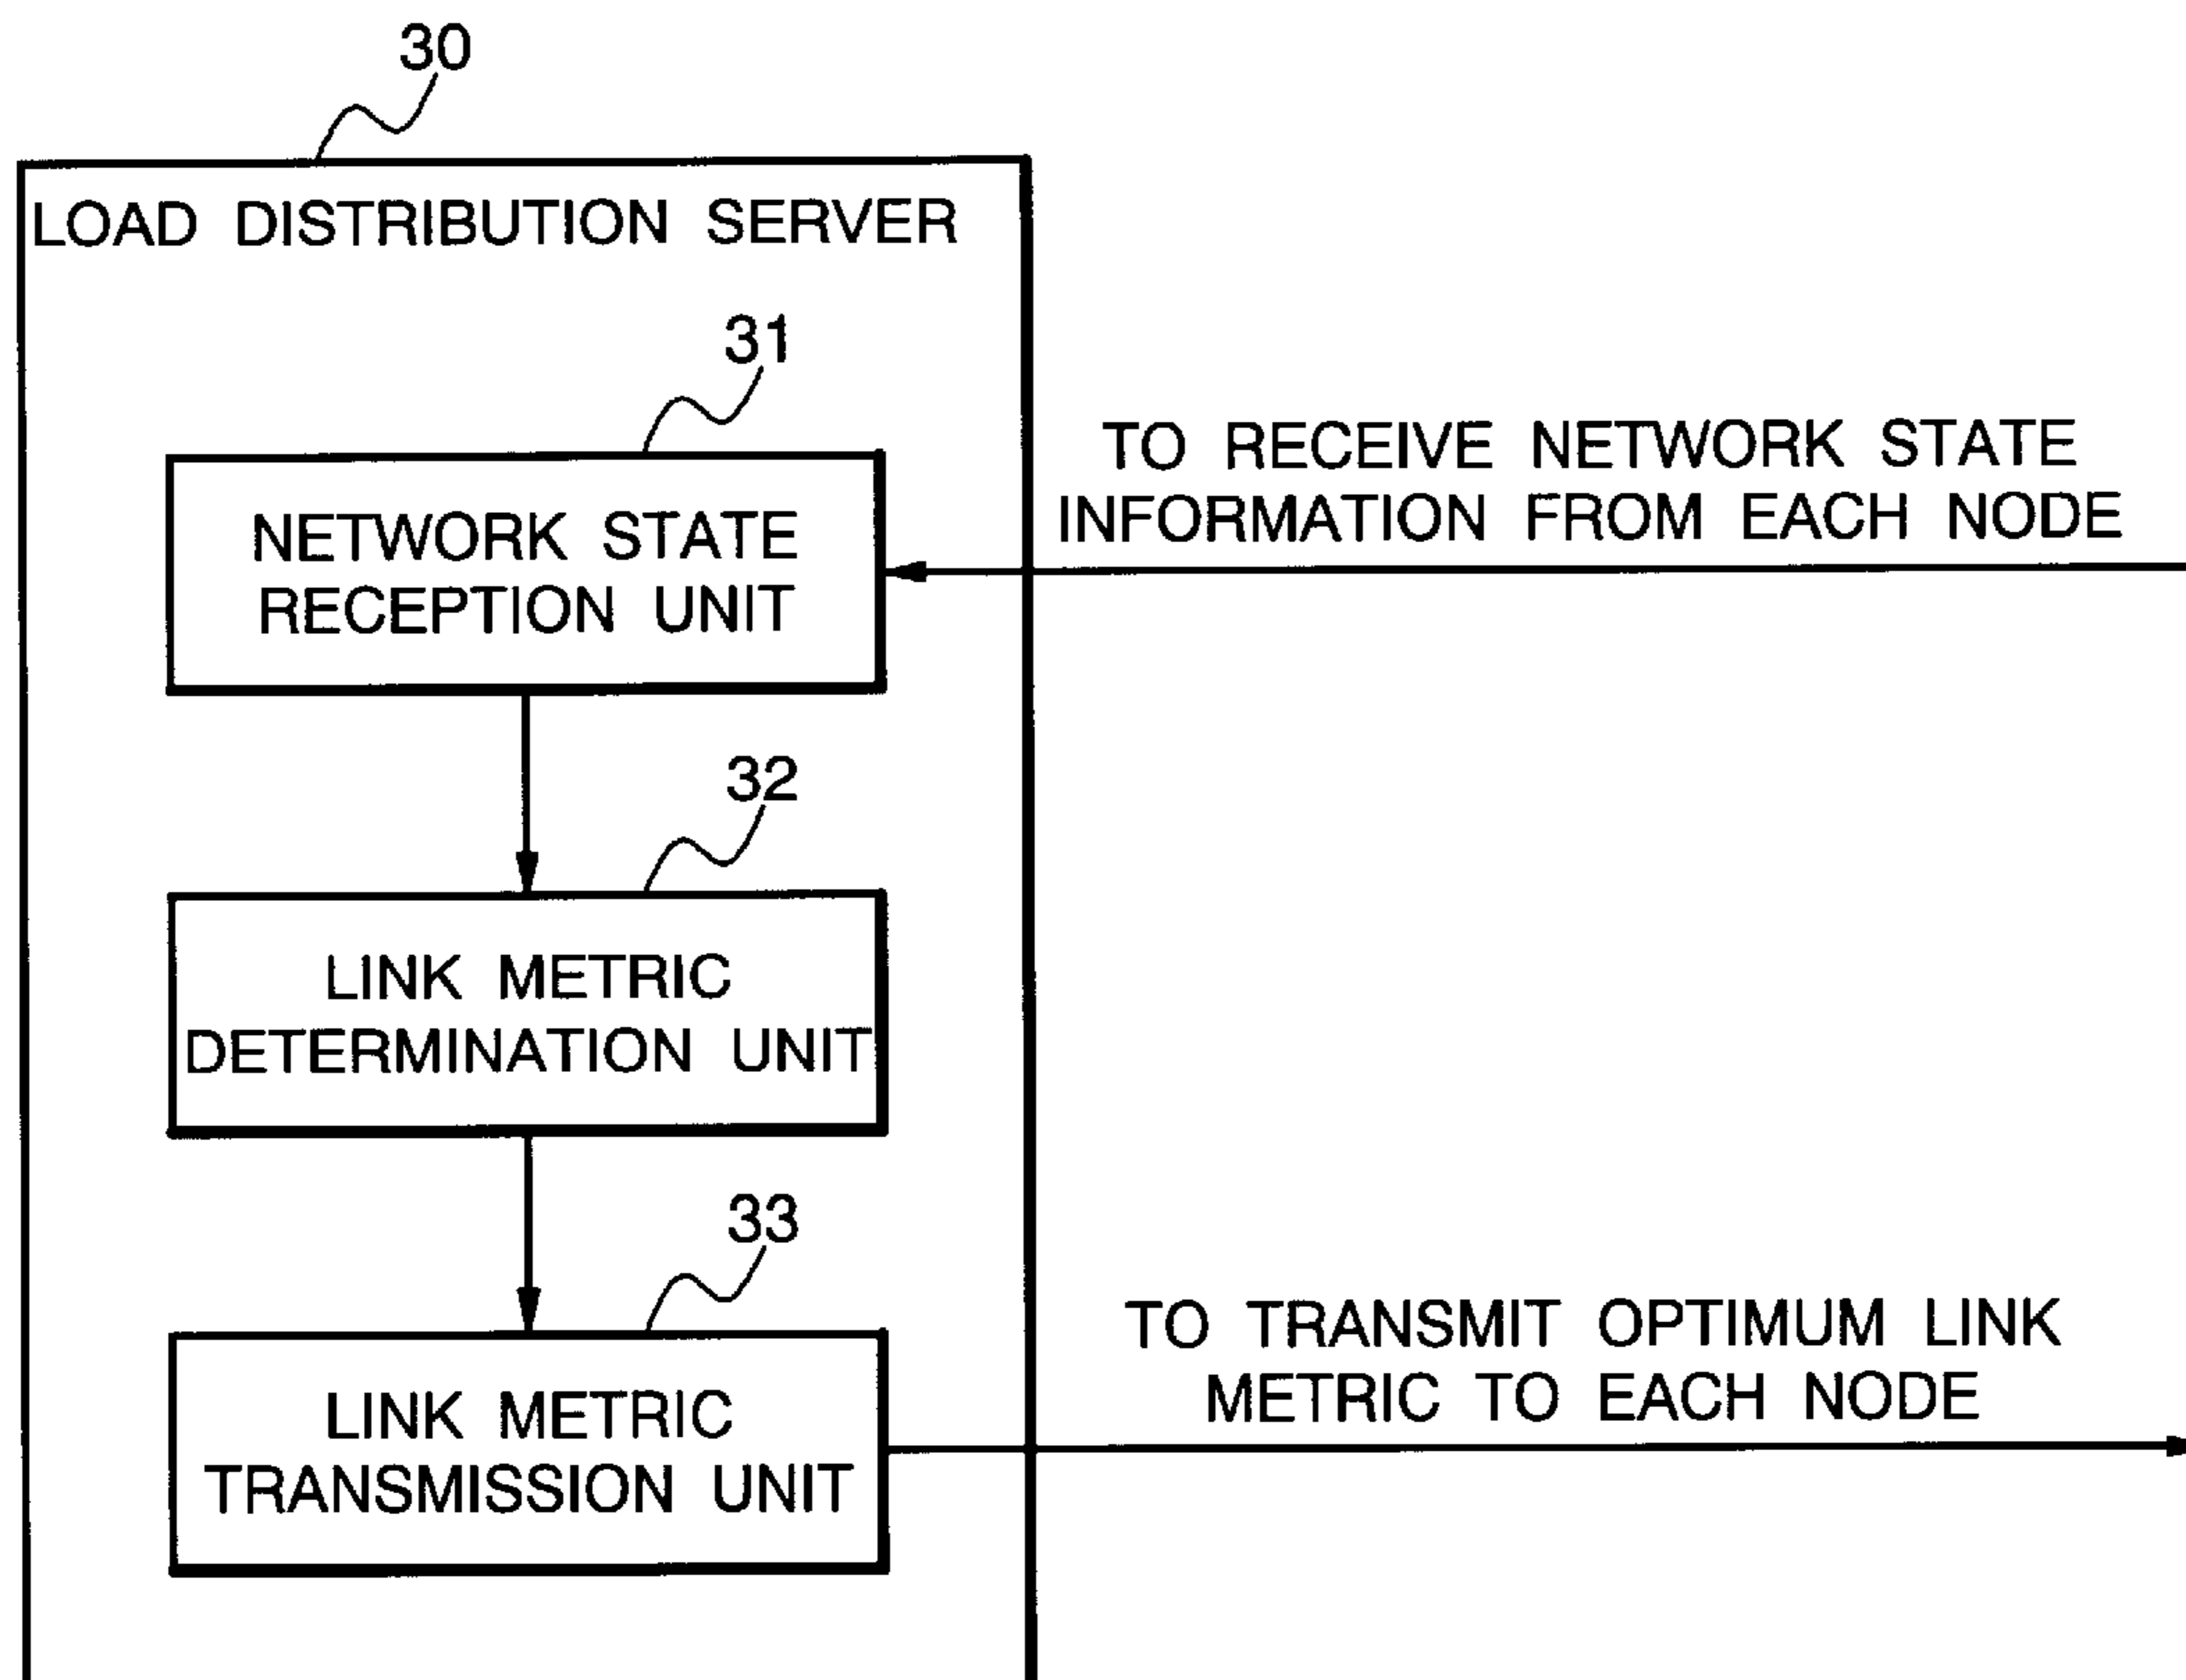 30
LOAD DISTRIBUTION SERVER
31
NETWORK STATE
RECEPTION UNIT
TO RECEIVE NETWORK STATE
INFORMATION FROM EACH NODE
32
LINK METRIC
DETERMINATION UNIT
33
LINK METRIC
TRANSMISSION UNIT
TO TRANSMIT OPTIMUM LINK
METRIC TO EACH NODE